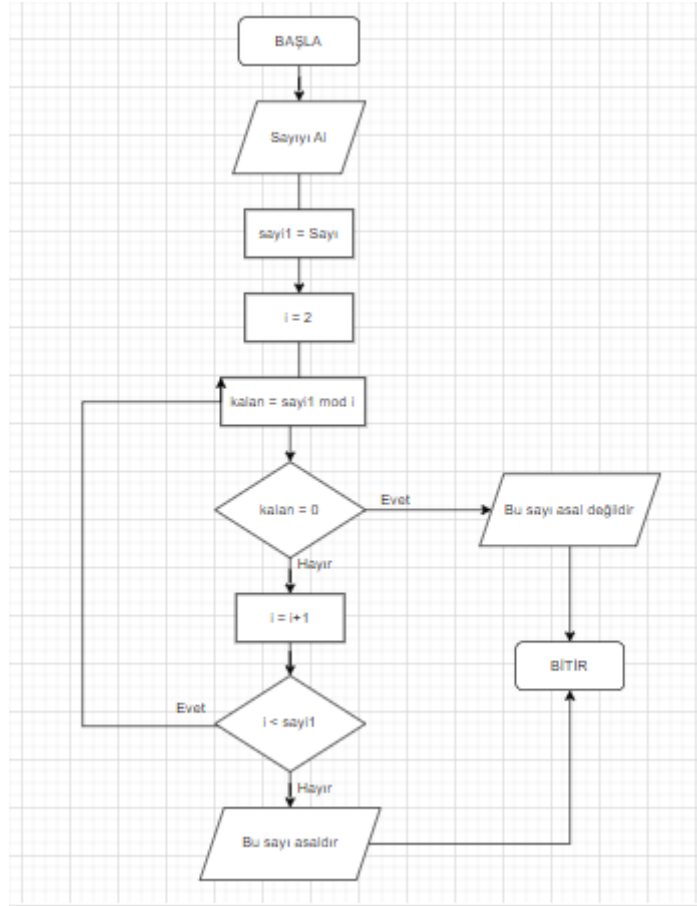 BAŞLA
Sayıyı Al
sayi1 = Sayı
i = 2
kalan = sayi1 mod i
kalan = 0
Evet
Bu sayı asal değildir
Hayır
i = i+1
BİTİR
Evet
i < sayi1
Hayır
Bu sayı asaldır